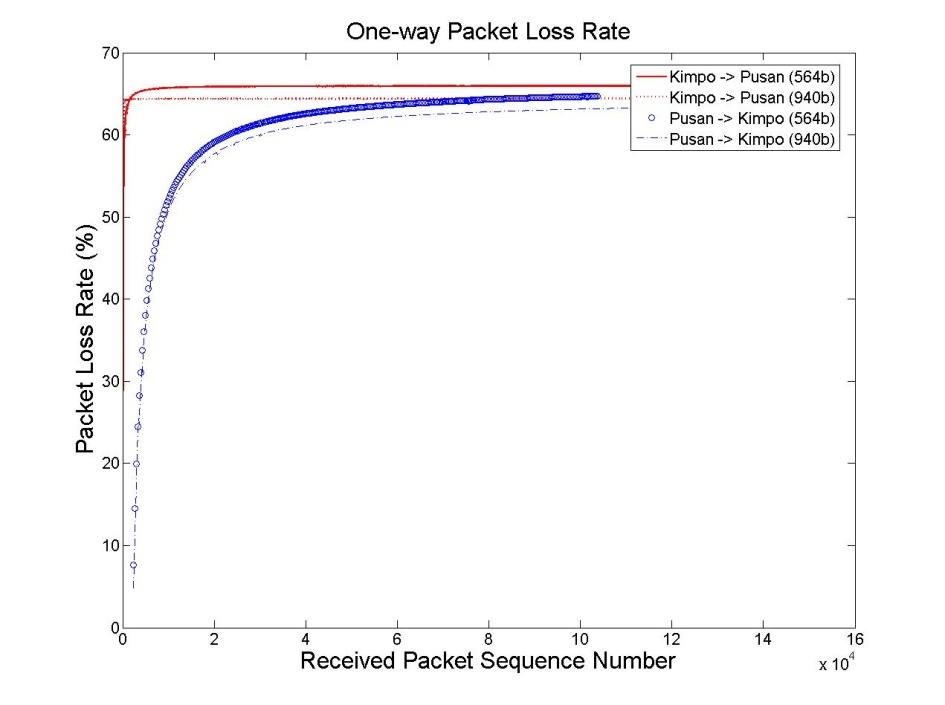 One-way Packet Loss Rate
70
60
50
40
30
20
10
0
Packet Loss Rate (%)
Kimpo -> Pusan (564b)
Kimpo -> Pusan (940b)
Pusan -> Kimpo (564b)
Pusan -> Kimpo (940b)
0 2 4 6 8 10 12 14 16
x 10⁴
Received Packet Sequence Number